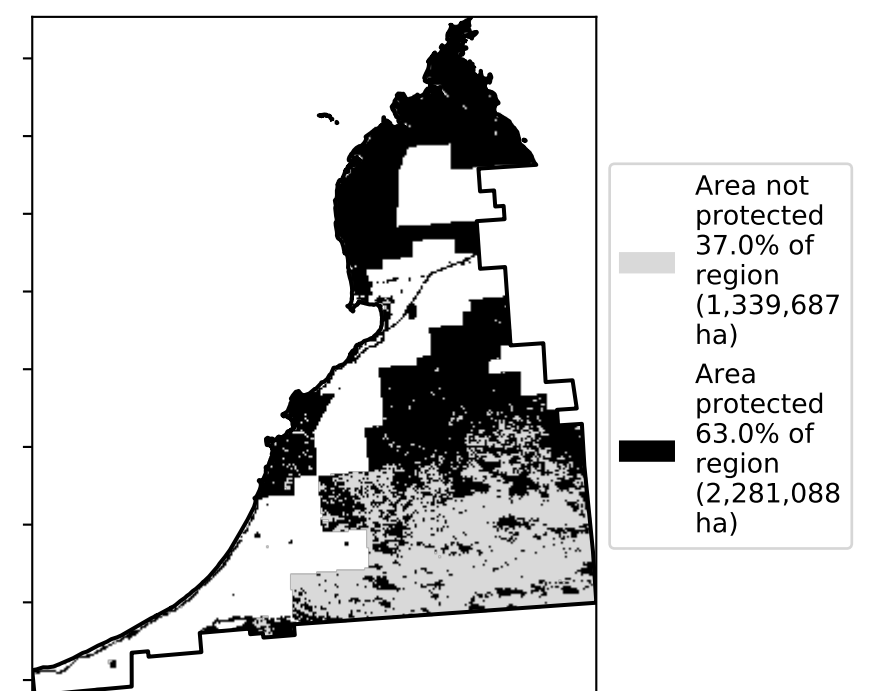 Area not
protected
37.0% of
region
(1,339,687
ha)
Area
protected
63.0% of
region
(2,281,088
ha)